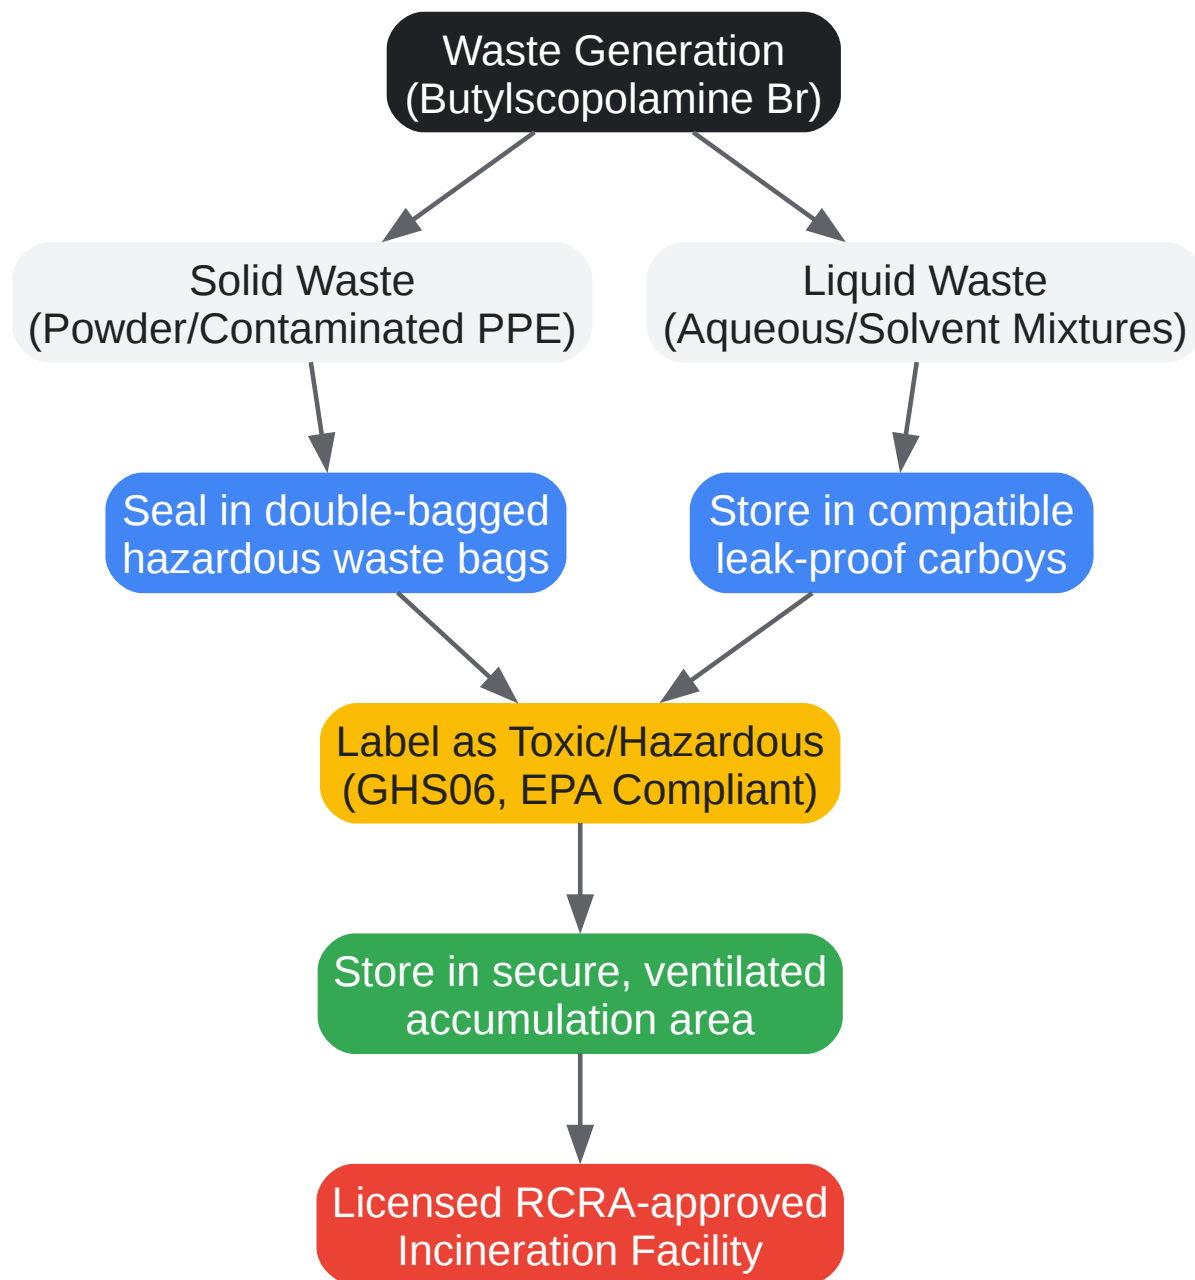 Waste Generation
(Butylscopolamine Br)
Solid Waste
(Powder/Contaminated PPE)
Liquid Waste
(Aqueous/Solvent Mixtures)
Seal in double-bagged
hazardous waste bags
Store in compatible
leak-proof carboys
Label as Toxic/Hazardous
(GHS06, EPA Compliant)
Store in secure, ventilated
accumulation area
Licensed RCRA-approved
Incineration Facility